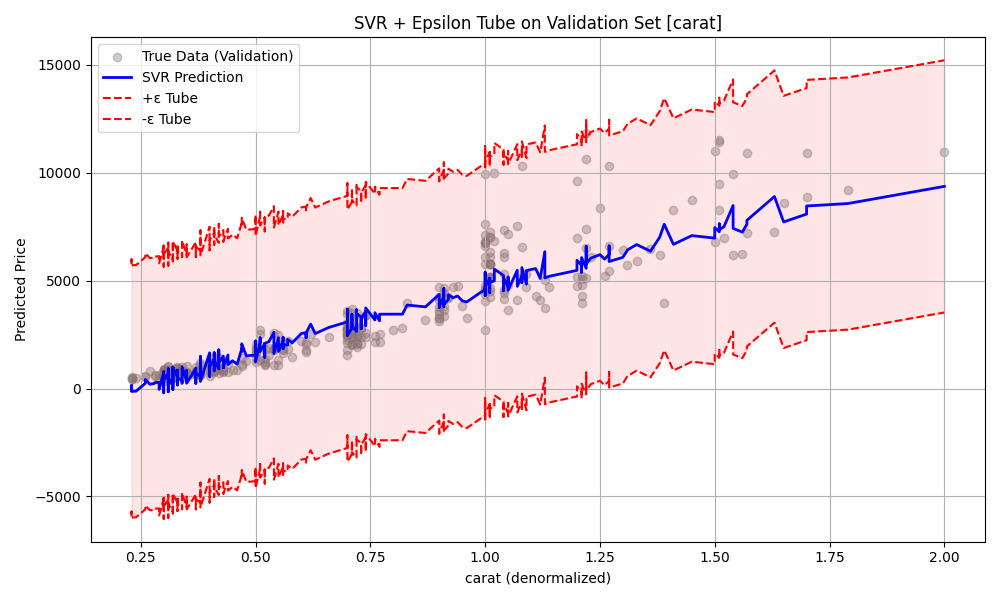 SVR + Epsilon Tube on Validation Set [carat]
True Data (Validation)
SVR Prediction
+ε Tube
-ε Tube
Predicted Price
15000
10000
5000
0
−5000
0.25 0.50 0.75 1.00 1.25 1.50 1.75 2.00
carat (denormalized)